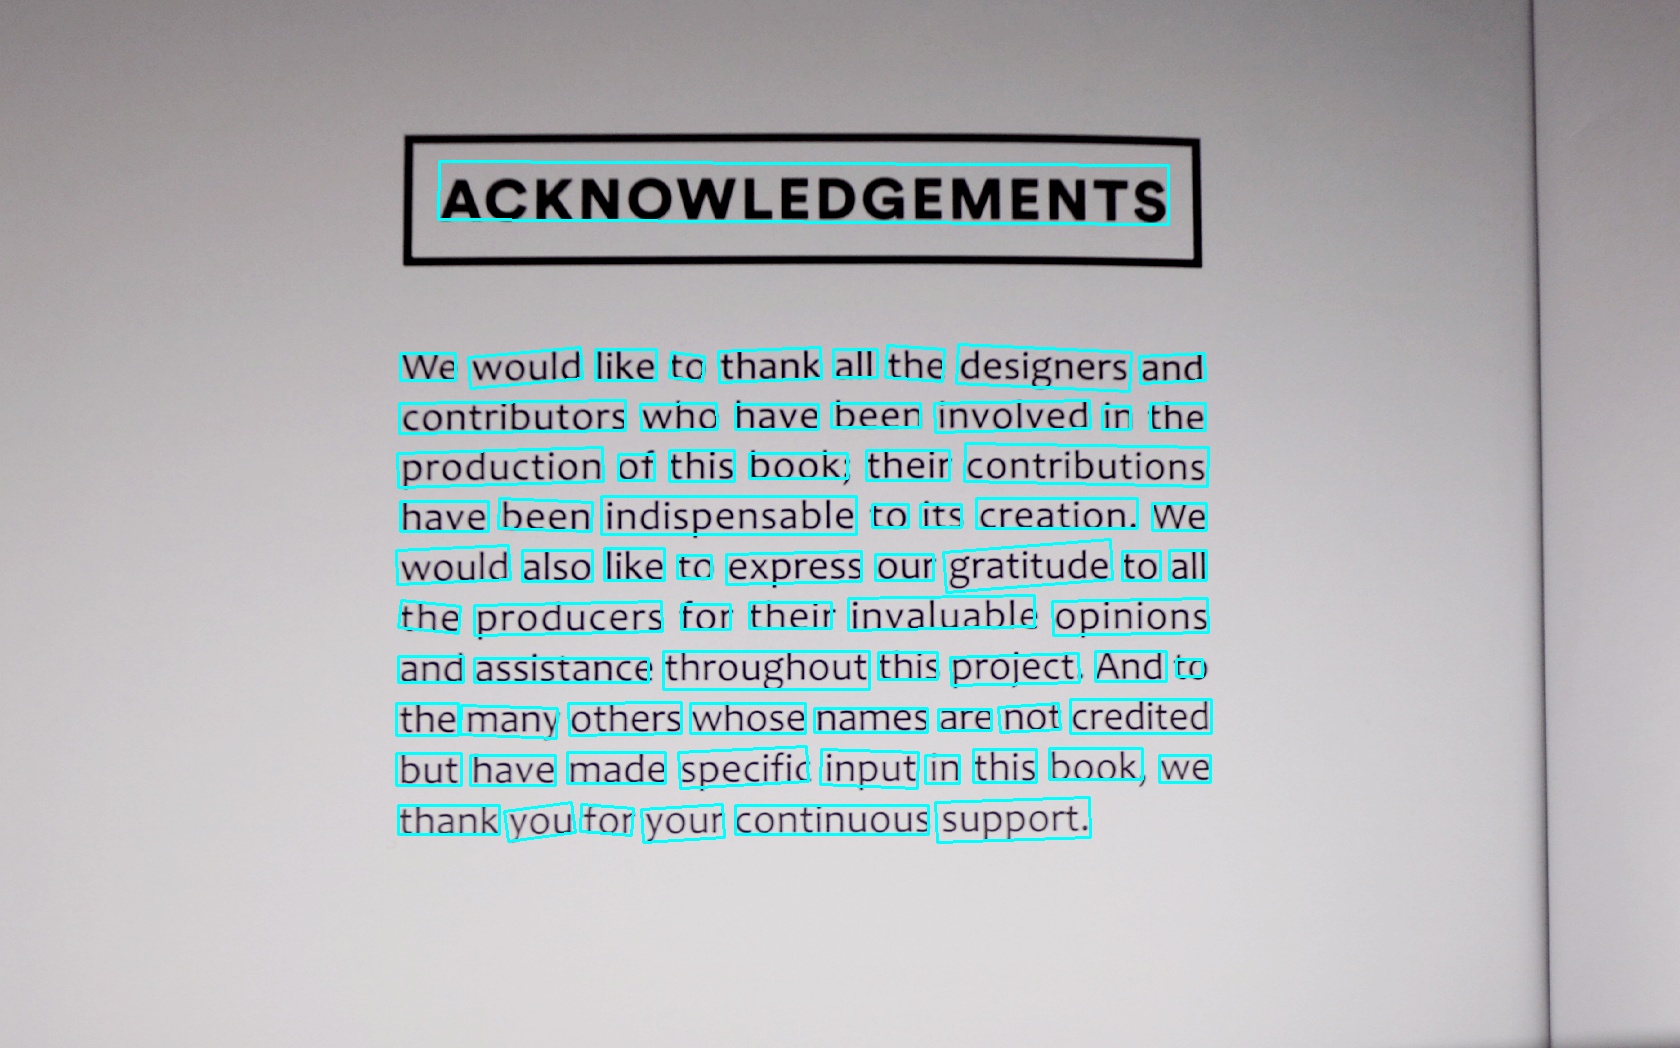 ACKNOWLEDGEMENTS
We would like to thank all the designers and
contributors who have been involved in the
production of this book; their contributions
have been indispensable to its creation. We
would also like to express our gratitude to all
the producers for their invaluable opinions
and assistance throughout this project. And to
the many others whose names are not credited
but have made specific input in this book, we
thank you for your continuous support.